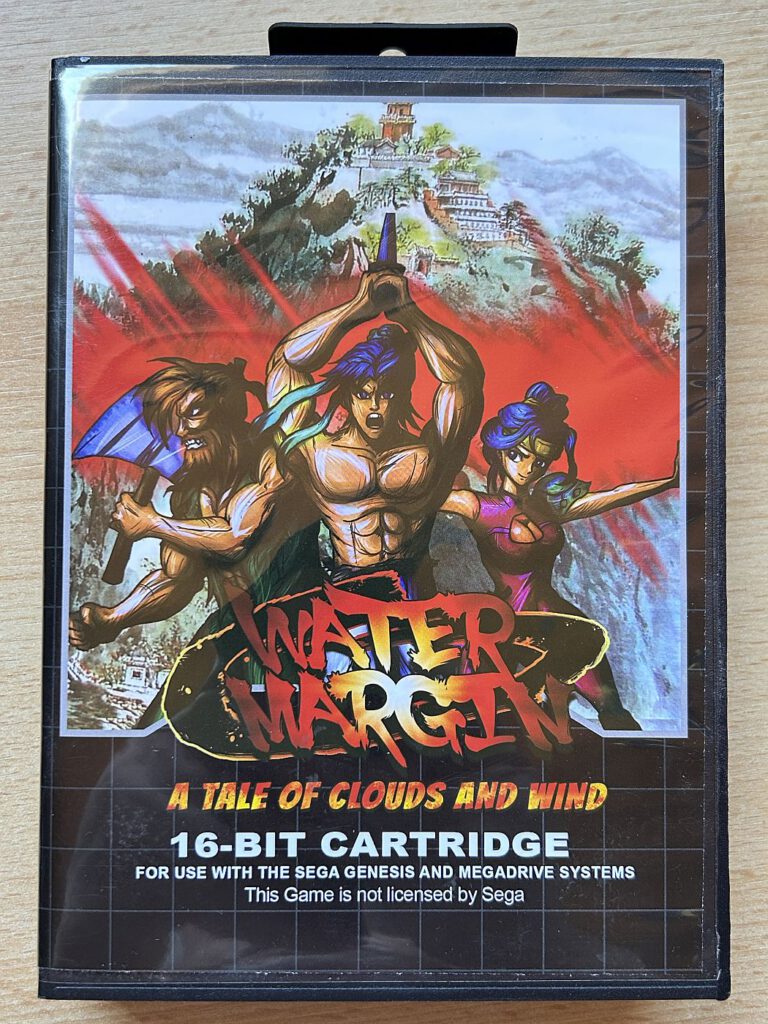 WATER
MARGIN
A TALE OF CLOUDS AND WIND
16-BIT CARTRIDGE
FOR USE WITH THE SEGA GENESIS AND MEGADRIVE SYSTEMS
This Game is not licensed by Sega